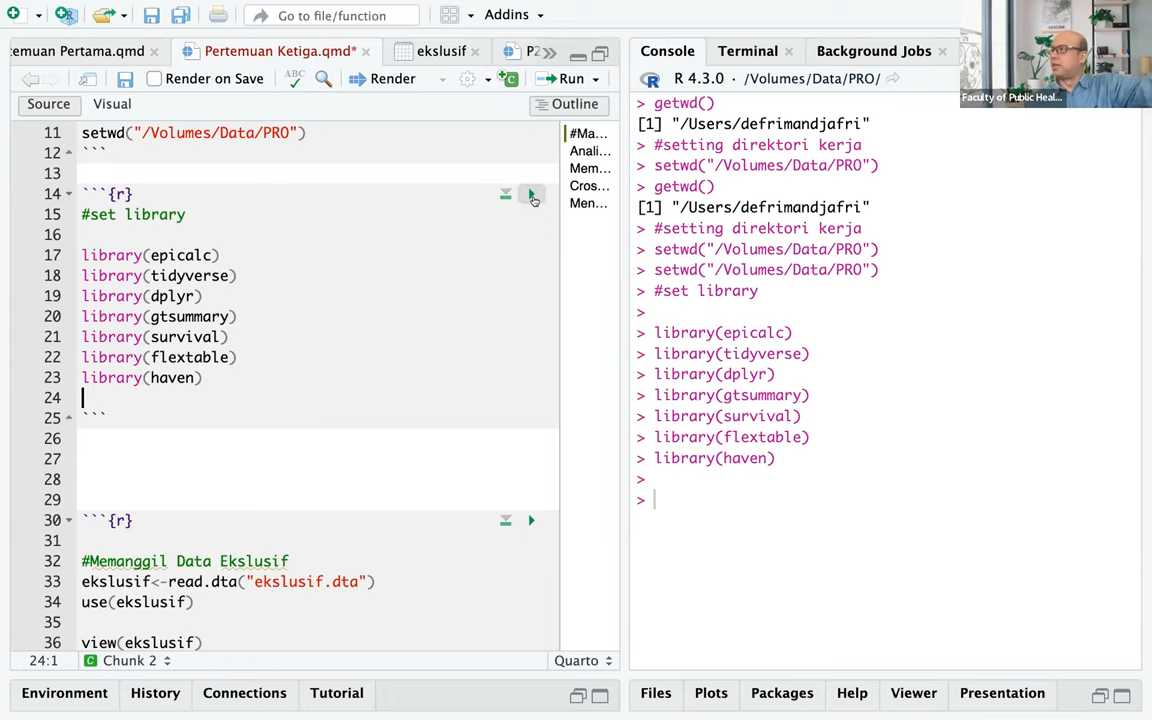 Go to file/function
Addins
temuan Pertama.qmd
Pertemuan Ketiga.qmd*
ekslusif
P2
Render on Save
ABC
Render
Run
Source
Visual
Outline
11 setwd("/Volumes/Data/PRO")
12 ```
13
14 ```{r}
15 #set library
16
17 library(epicalc)
18 library(tidyverse)
19 library(dplyr)
20 library(gtsummary)
21 library(survival)
22 library(flextable)
23 library(haven)
24
25 ```
26
27
28
29
30 ```{r}
31
32 #Memanggil Data Ekslusif
33 ekslusif<-read.dta("ekslusif.dta")
34 use(ekslusif)
35
36 view(ekslusif)
#Ma...
Anali...
Mem...
Cros...
Men...
24:1
C
Chunk 2
Quarto
Environment
History
Connections
Tutorial
Console
Terminal
Background Jobs
R 4.3.0 · /Volumes/Data/PRO/
> getwd()
[1] "/Users/defrimandjafri"
> #setting direktori kerja
> setwd("/Volumes/Data/PRO")
> getwd()
[1] "/Users/defrimandjafri"
> #setting direktori kerja
> setwd("/Volumes/Data/PRO")
> setwd("/Volumes/Data/PRO")
> #set library
>
> library(epicalc)
> library(tidyverse)
> library(dplyr)
> library(gtsummary)
> library(survival)
> library(flextable)
> library(haven)
>
>
Files
Plots
Packages
Help
Viewer
Presentation
Faculty of Public Heal...